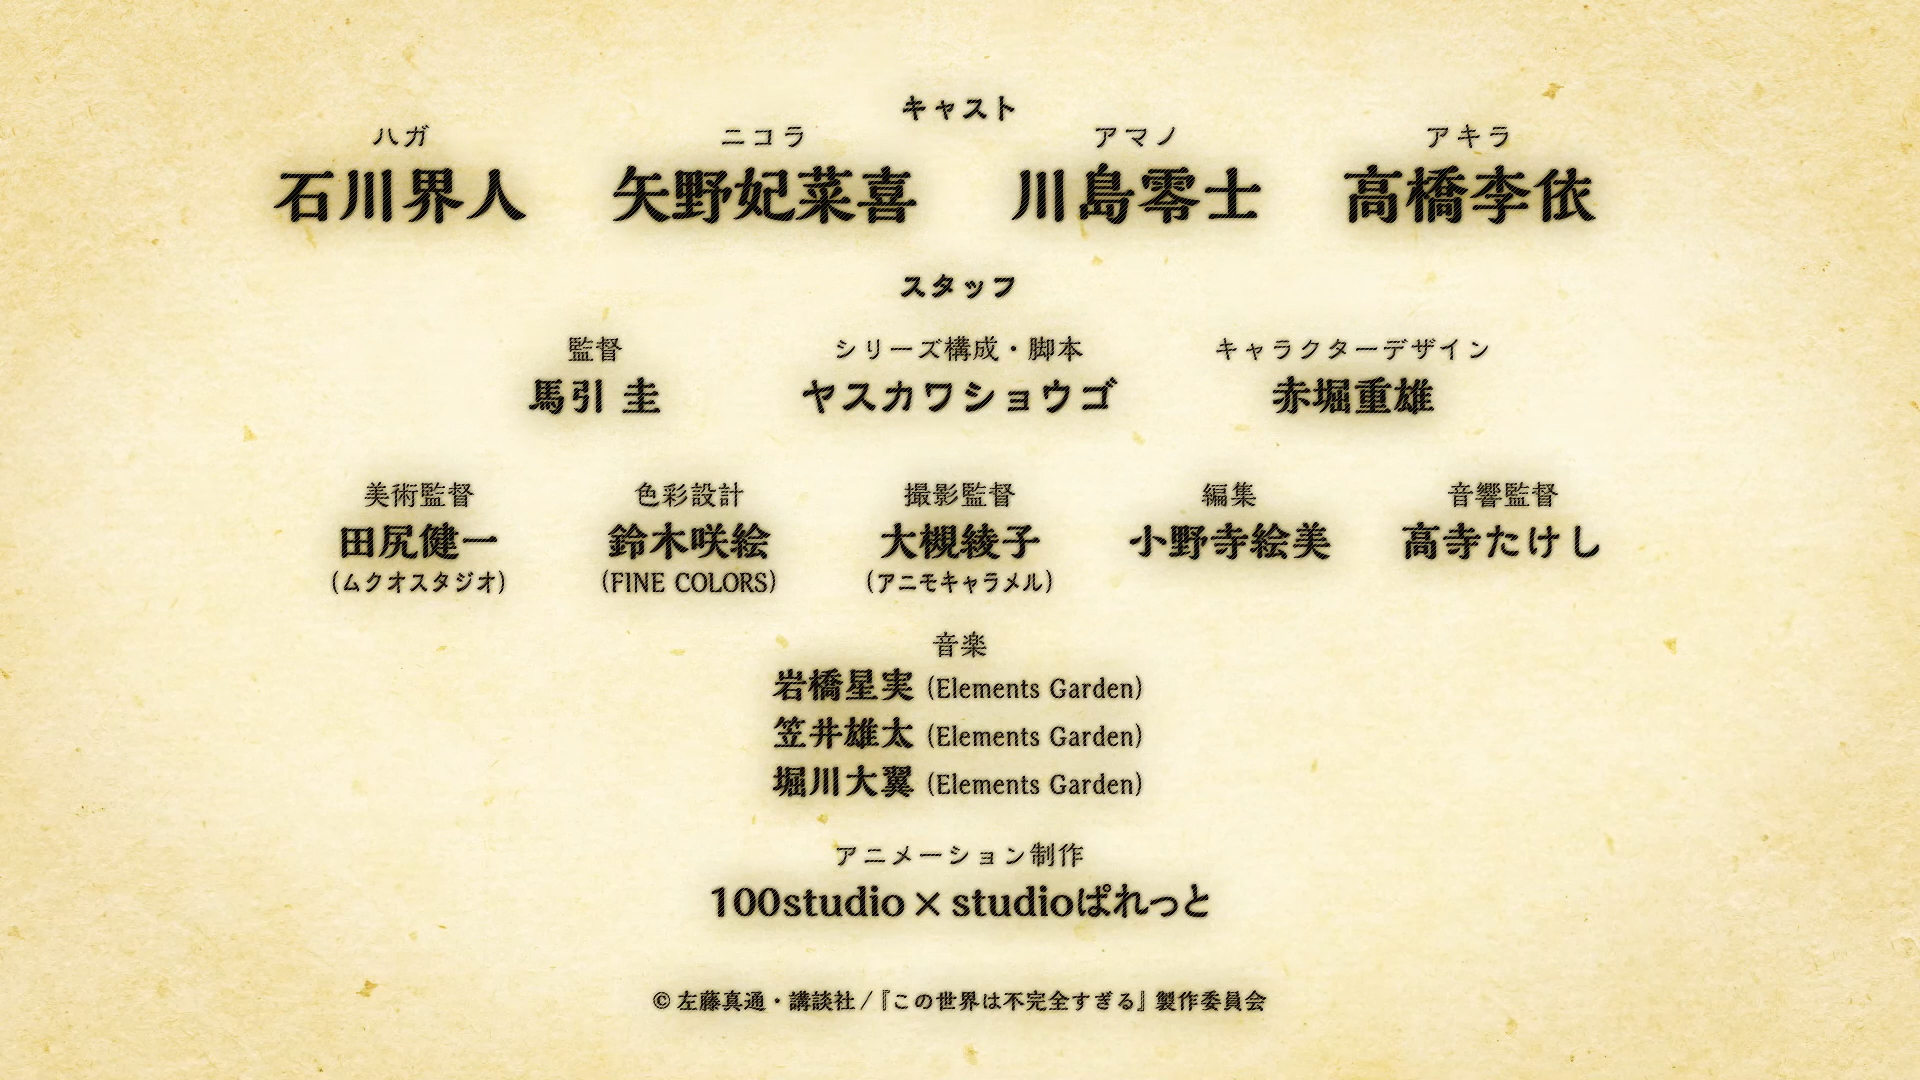 キャスト
ハガ ニコラ アマノ アキラ
石川界人 矢野妃菜喜 川島零士 高橋李依
スタッフ
監督 シリーズ構成・脚本 キャラクターデザイン
馬引 圭 ヤスカワショウゴ 赤堀重雄
美術監督 色彩設計 撮影監督 編集 音響監督
田尻健一 鈴木咲絵 大槻綾子 小野寺絵美 髙寺たけし
(ムクオスタジオ) (FINE COLORS) (アニモキャラメル)
音楽
岩橋星実 (Elements Garden)
笠井雄太 (Elements Garden)
堀川大翼 (Elements Garden)
アニメーション制作
100studio × studioぱれっと
© 左藤真通・講談社 /『この世界は不完全すぎる』製作委員会